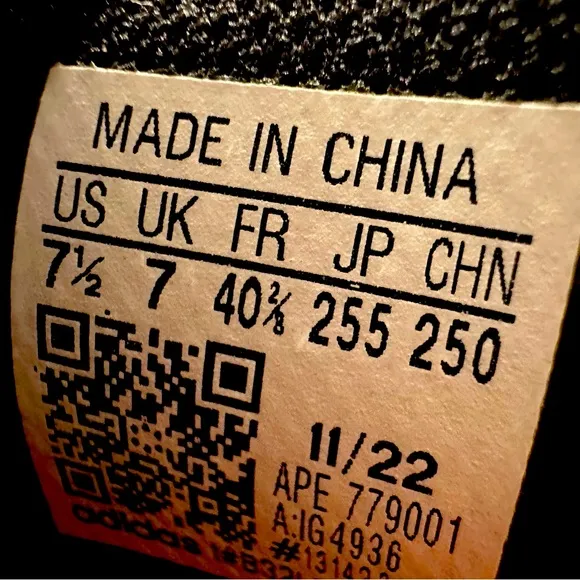 MADE IN CHINA
US UK FR JP CHN
7½ 7 40⅔ 255 250
11/22
APE 779001
A:IG4936
adidas